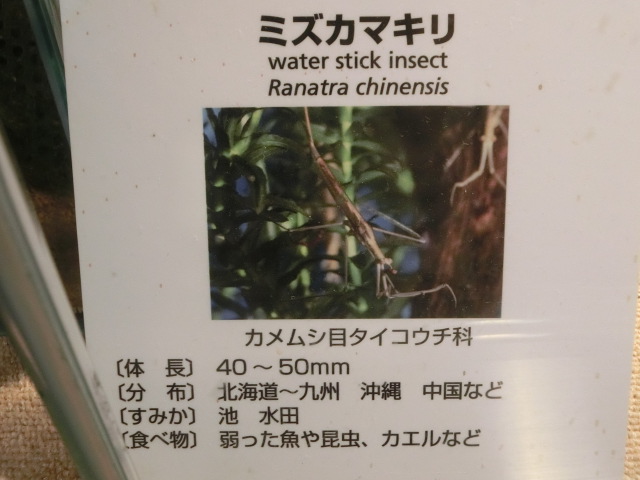 ミズカマキリ
water stick insect
Ranatra chinensis
カメムシ目タイコウチ科
〔体　長〕 40～50mm
〔分　布〕 北海道～九州　沖縄　中国など
〔すみか〕 池　水田
〔食べ物〕 弱った魚や昆虫、カエルなど